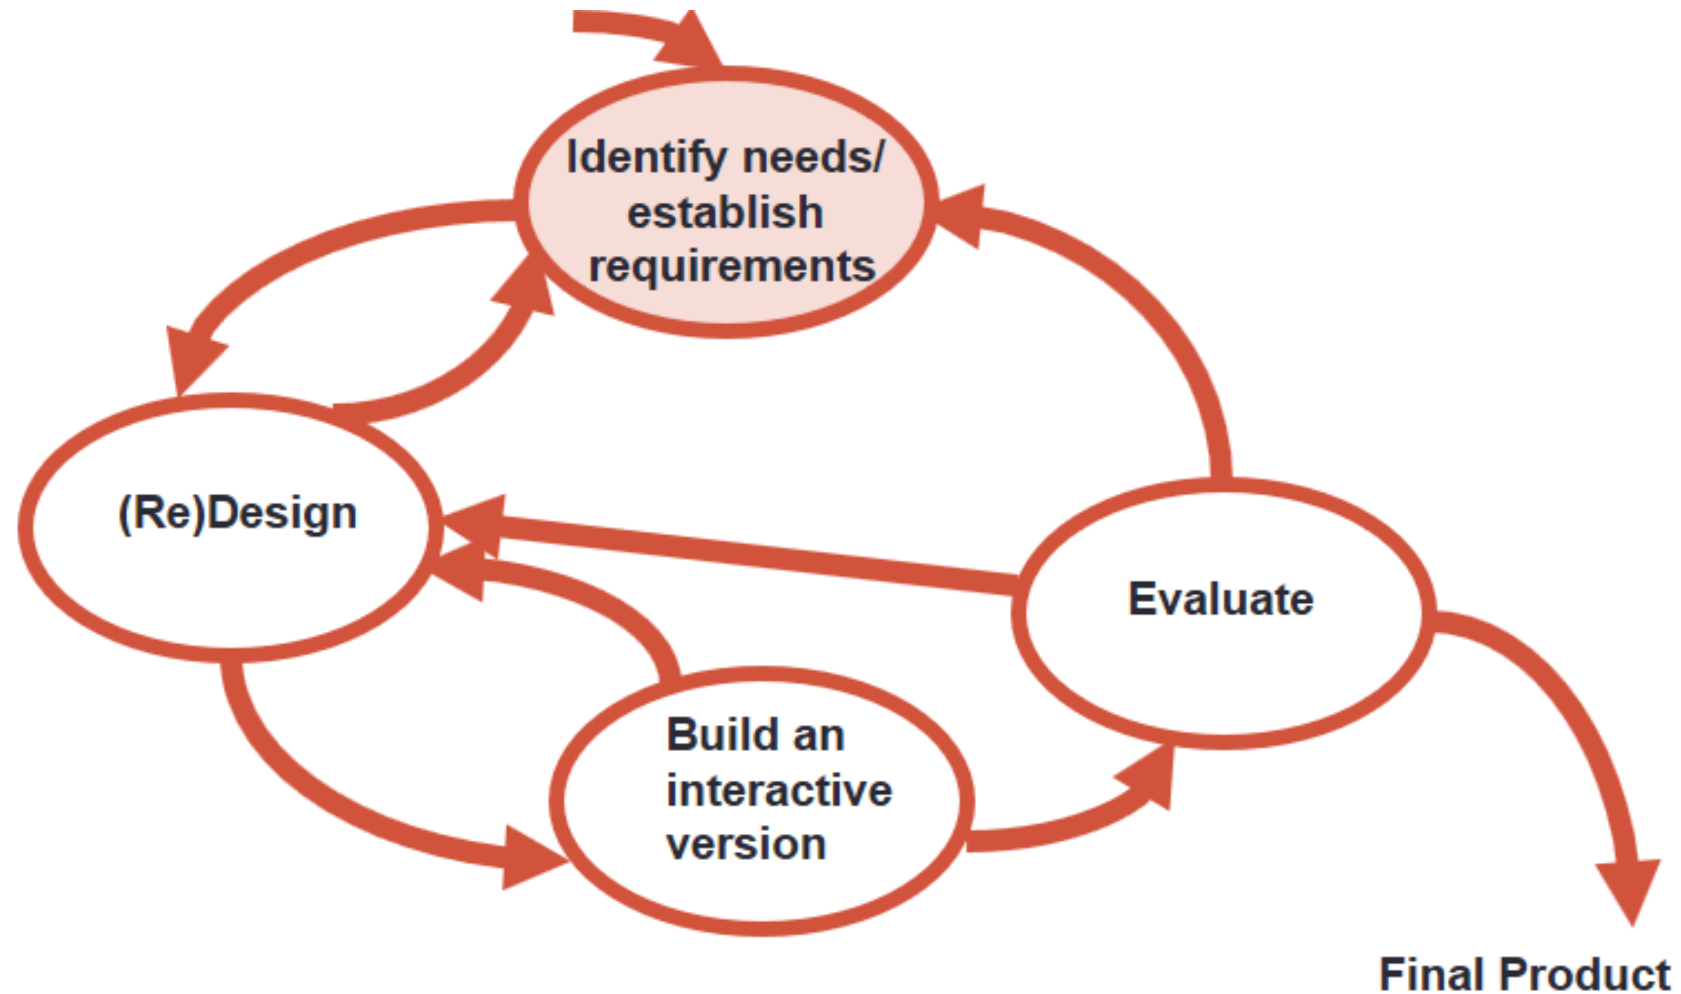 Identify needs/
establish
requirements
(Re)Design
Evaluate
Build an
interactive
version
Final Product